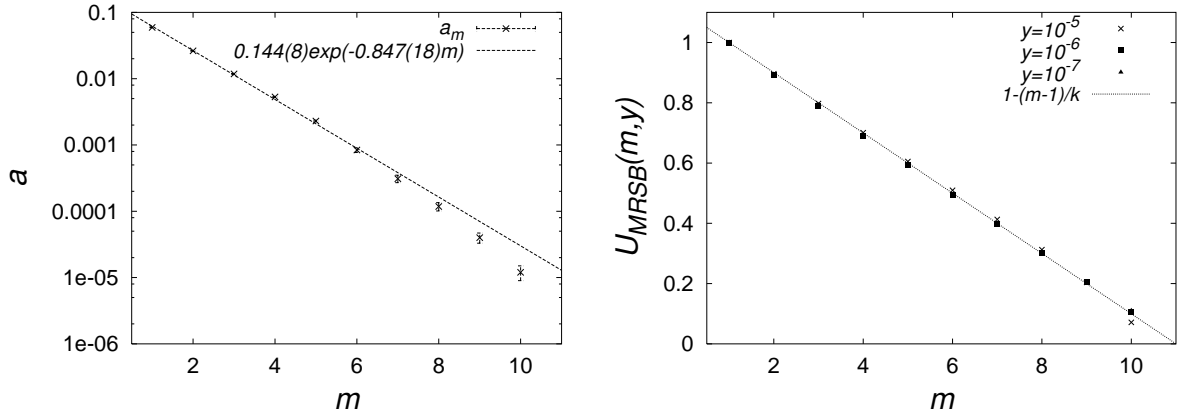 0.1
0.01
0.001
0.0001
1e-05
1e-06
a
2 4 6 8 10
m
a_m
0.144(8)exp(-0.847(18)m)
1
0.8
0.6
0.4
0.2
0
U_MRSB(m,y)
2 4 6 8 10
m
y=10^-5
y=10^-6
y=10^-7
1-(m-1)/k